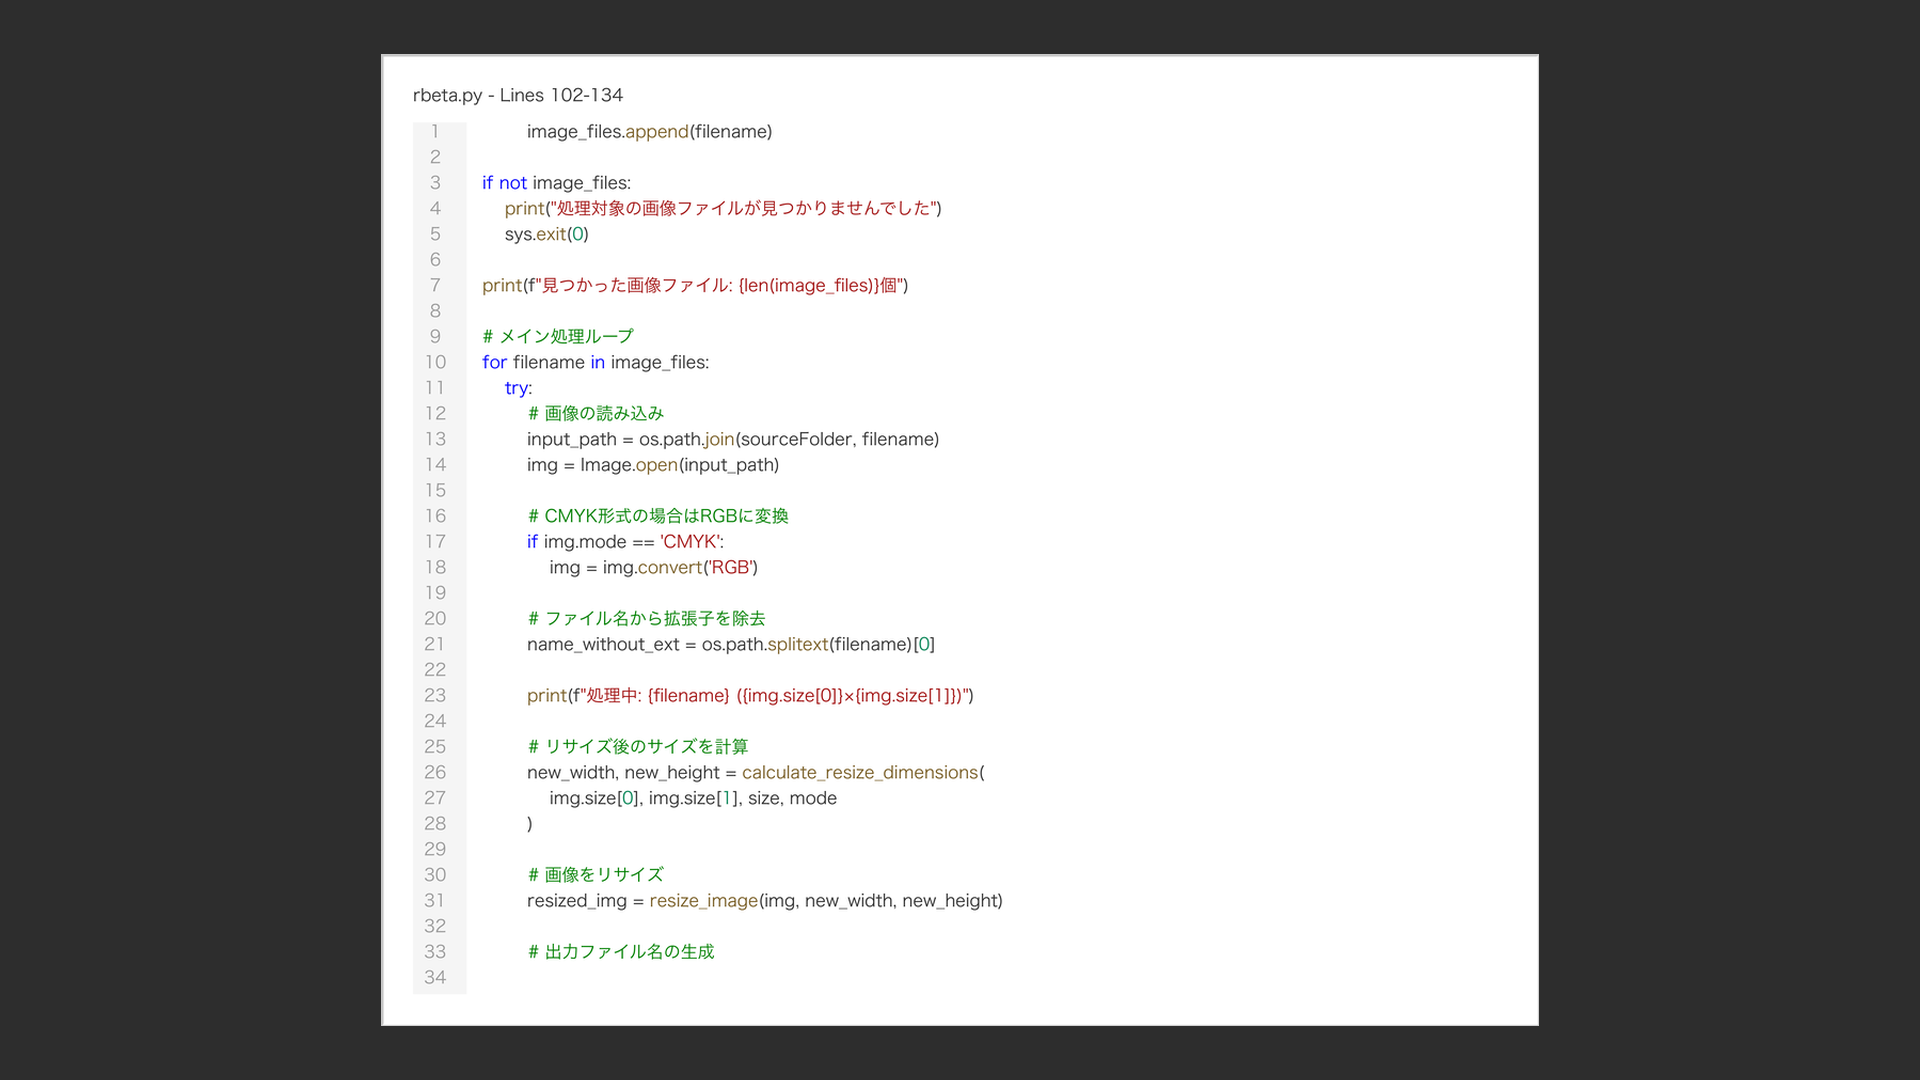 rbeta.py - Lines 102-134
1 image_files.append(filename)
2
3 if not image_files:
4 print("処理対象の画像ファイルが見つかりませんでした")
5 sys.exit(0)
6
7 print(f"見つかった画像ファイル: {len(image_files)}個")
8
9 # メイン処理ループ
10 for filename in image_files:
11 try:
12 # 画像の読み込み
13 input_path = os.path.join(sourceFolder, filename)
14 img = Image.open(input_path)
15
16 # CMYK形式の場合はRGBに変換
17 if img.mode == 'CMYK':
18 img = img.convert('RGB')
19
20 # ファイル名から拡張子を除去
21 name_without_ext = os.path.splitext(filename)[0]
22
23 print(f"処理中: {filename} ({img.size[0]}×{img.size[1]})")
24
25 # リサイズ後のサイズを計算
26 new_width, new_height = calculate_resize_dimensions(
27 img.size[0], img.size[1], size, mode
28 )
29
30 # 画像をリサイズ
31 resized_img = resize_image(img, new_width, new_height)
32
33 # 出力ファイル名の生成
34